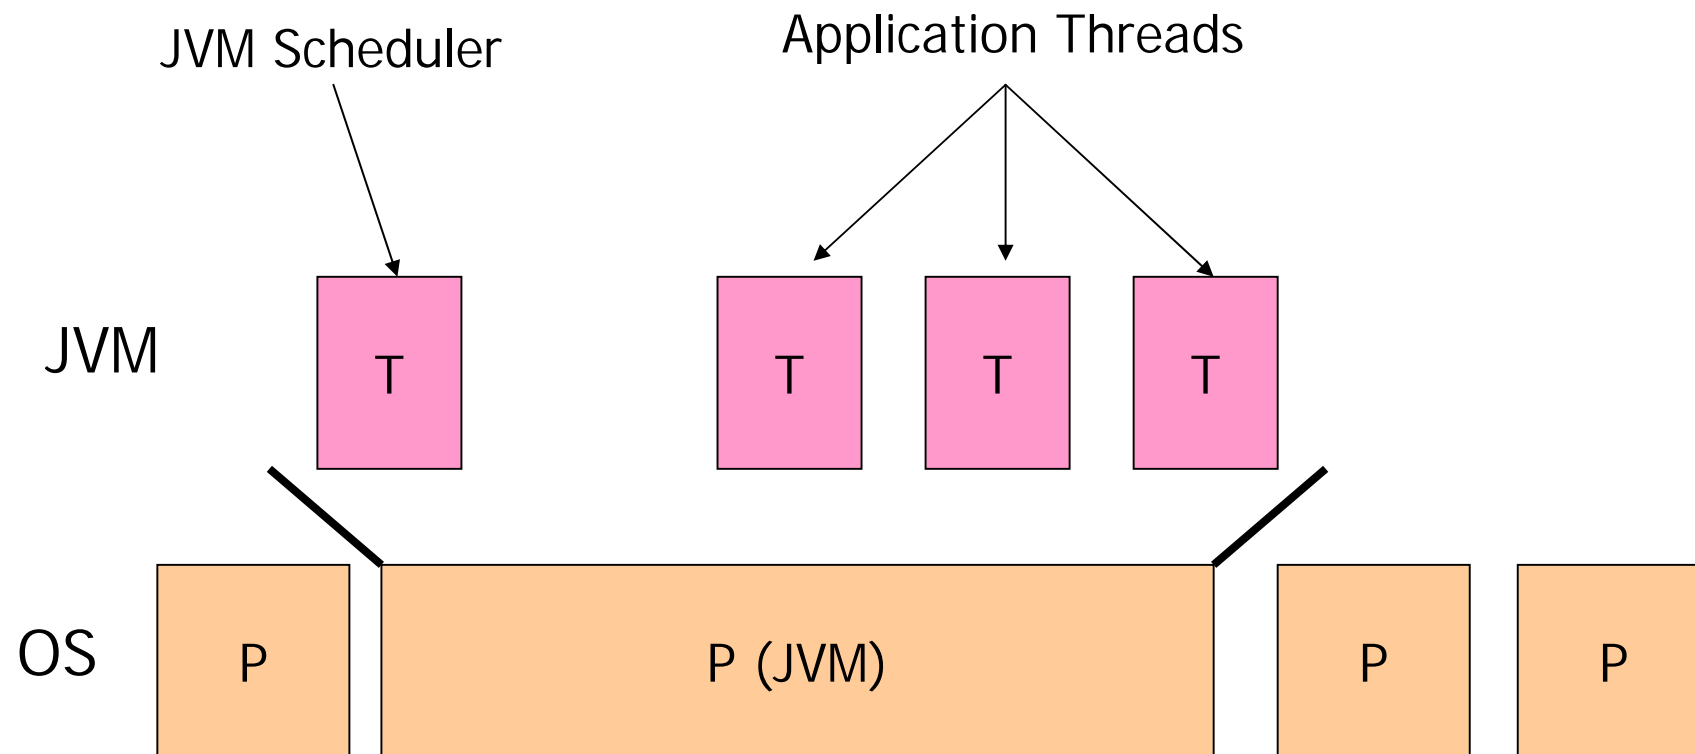 JVM Scheduler
Application Threads
JVM
T
T
T
T
OS
P
P (JVM)
P
P